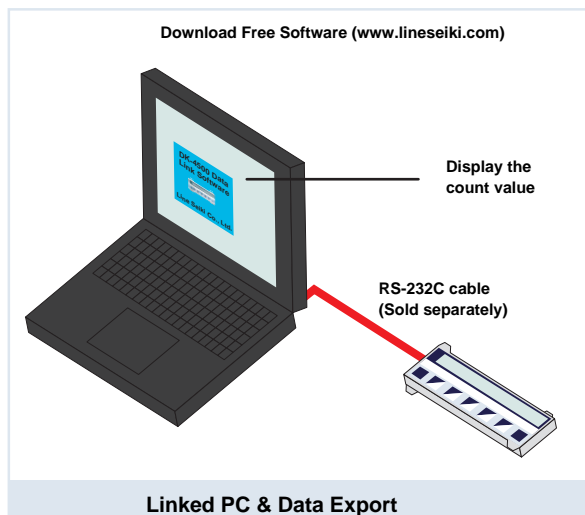 Download Free Software (www.lineseiki.com)
DK-4500 Data
Link Software
Line Seiki Co., Ltd.
Display the
count value
RS-232C cable
(Sold separately)
Linked PC & Data Export